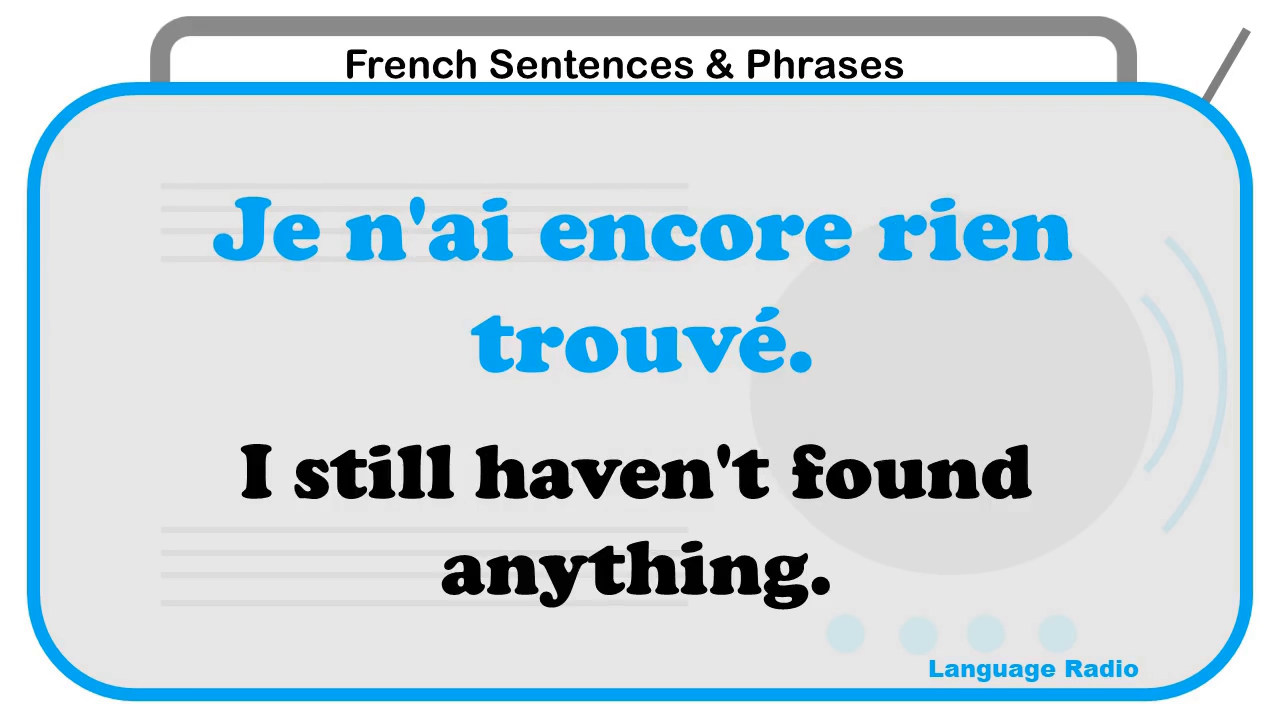 French Sentences & Phrases
Je n'ai encore rien
trouvé.
I still haven't found
anything.
Language Radio